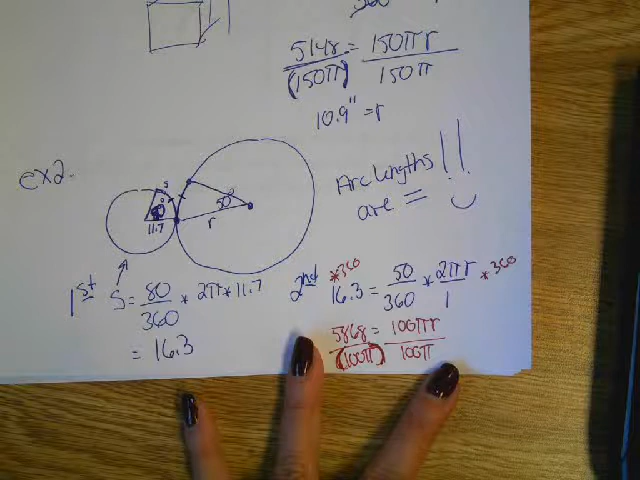 360
5148 = 150πr
(150π) 150π
10.9" = r
ex2.
s
80°
11.7
50°
r
Arc lengths
are = !!
1st S = 80/360 * 2π * 11.7
= 16.3
2nd *360 16.3 = 50/360 * 2πr/1 *360
5868 = 100πr
(100π) 100π